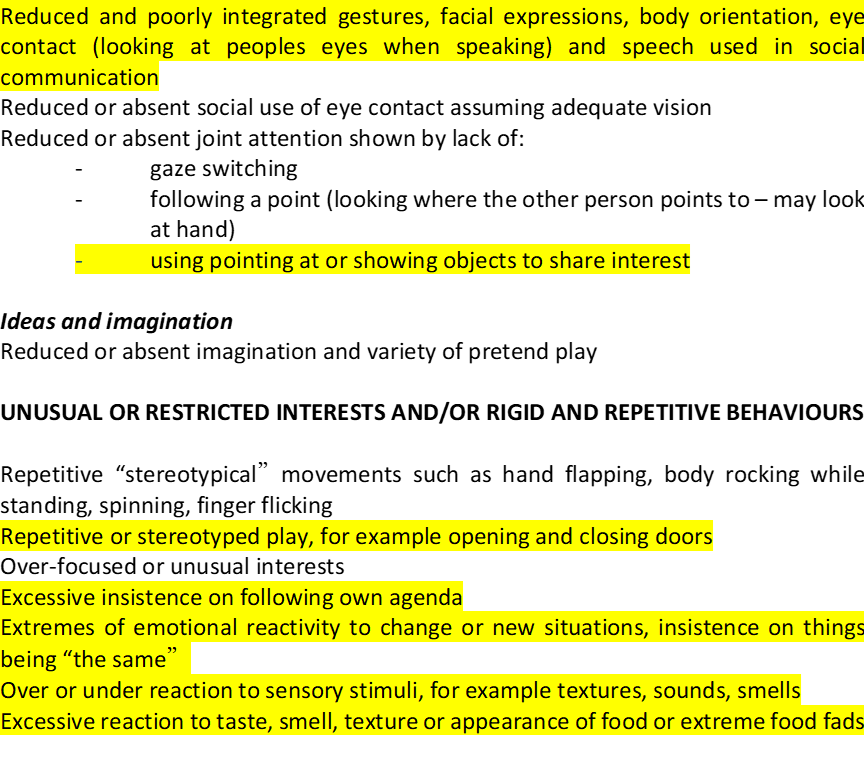 Reduced and poorly integrated gestures, facial expressions, body orientation, eye
contact (looking at peoples eyes when speaking) and speech used in social
communication
Reduced or absent social use of eye contact assuming adequate vision
Reduced or absent joint attention shown by lack of:
- gaze switching
- following a point (looking where the other person points to – may look
at hand)
- using pointing at or showing objects to share interest
Ideas and imagination
Reduced or absent imagination and variety of pretend play
UNUSUAL OR RESTRICTED INTERESTS AND/OR RIGID AND REPETITIVE BEHAVIOURS
Repetitive “stereotypical” movements such as hand flapping, body rocking while
standing, spinning, finger flicking
Repetitive or stereotyped play, for example opening and closing doors
Over-focused or unusual interests
Excessive insistence on following own agenda
Extremes of emotional reactivity to change or new situations, insistence on things
being “the same”
Over or under reaction to sensory stimuli, for example textures, sounds, smells
Excessive reaction to taste, smell, texture or appearance of food or extreme food fads